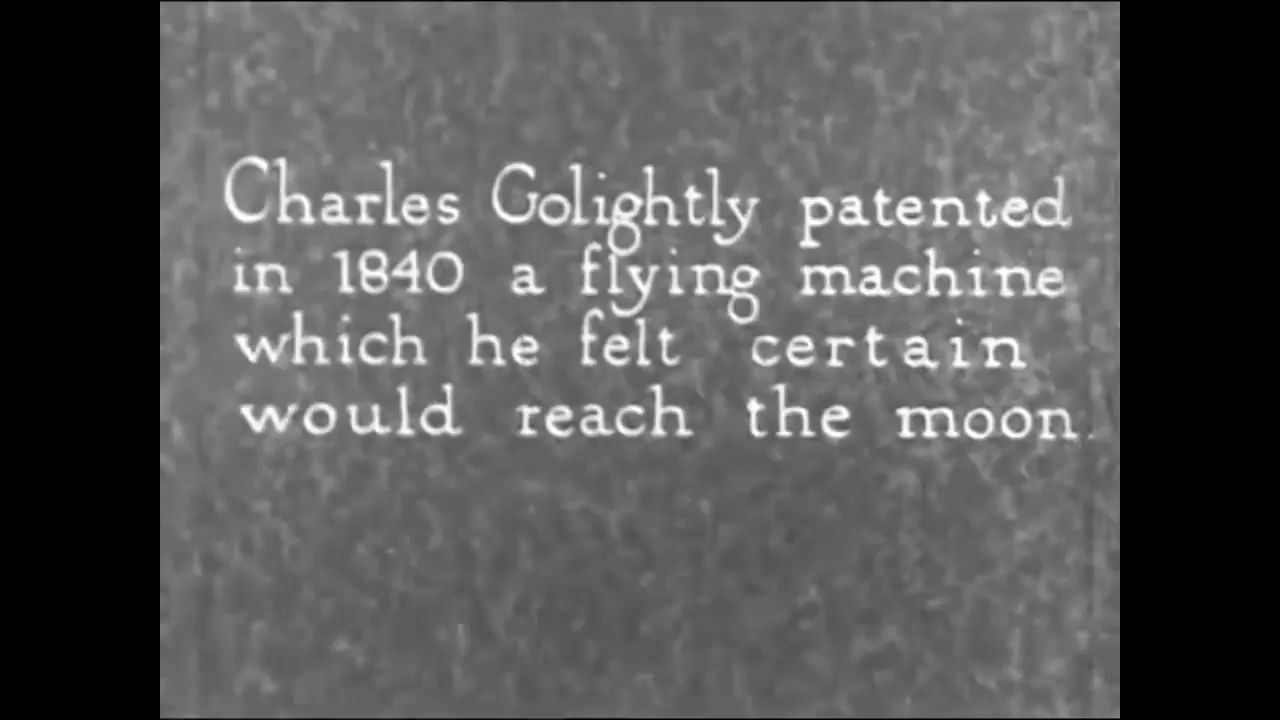 Charles Golightly patented
in 1840 a flying machine
which he felt certain
would reach the moon.